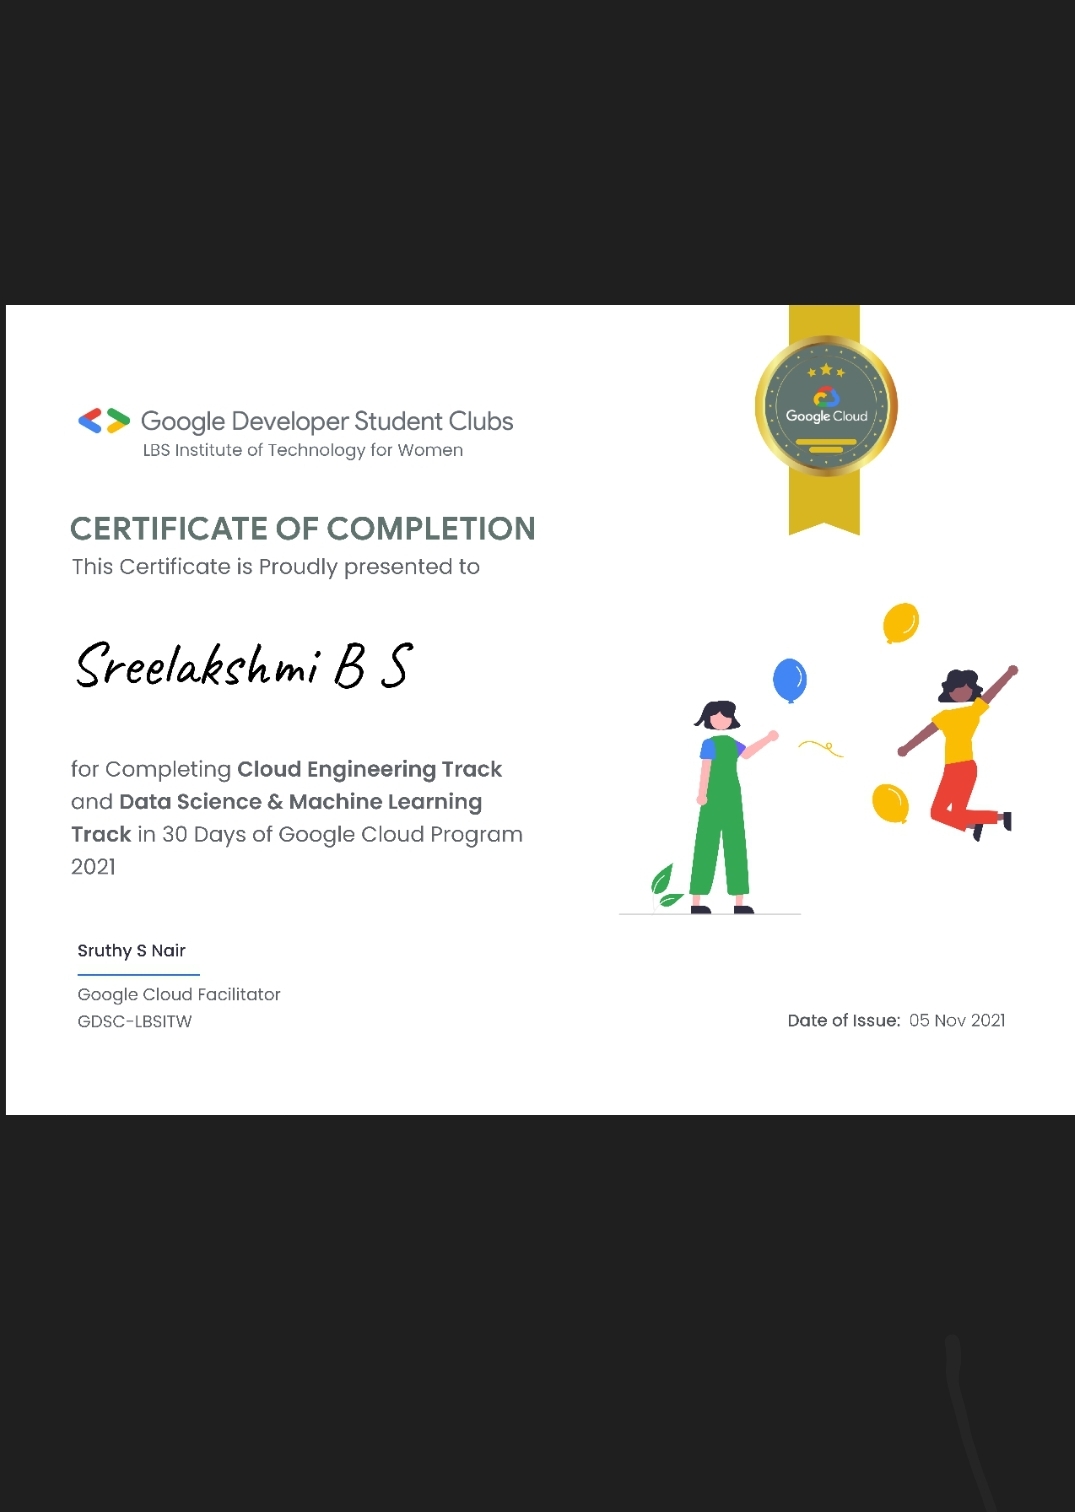 Google Developer Student Clubs
LBS Institute of Technology for Women
Google Cloud
CERTIFICATE OF COMPLETION
This Certificate is Proudly presented to
Sreelakshmi B S
for Completing Cloud Engineering Track
and Data Science & Machine Learning
Track in 30 Days of Google Cloud Program
2021
Sruthy S Nair
Google Cloud Facilitator
GDSC-LBSITW
Date of Issue: 05 Nov 2021